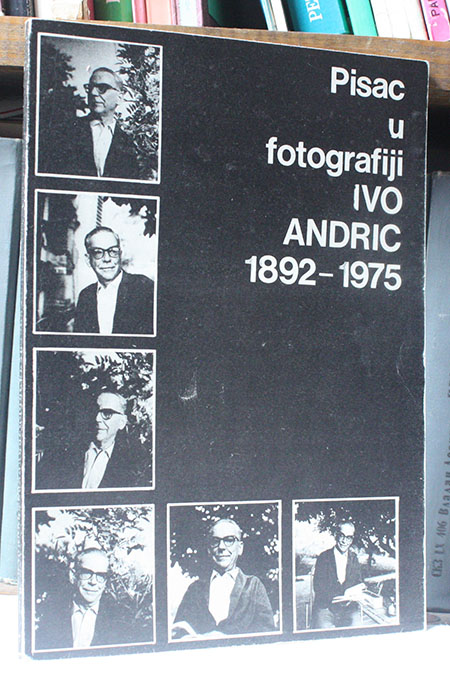 Pisac
u
fotografiji
IVO
ANDRIC
1892–1975